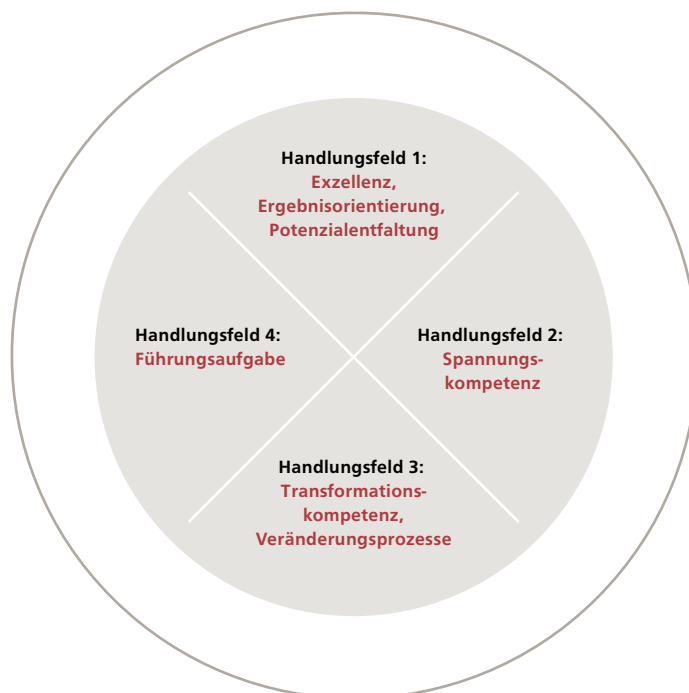 Handlungsfeld 1:
Exzellenz,
Ergebnisorientierung,
Potenzialentfaltung
Handlungsfeld 4:
Führungsaufgabe
Handlungsfeld 2:
Spannungs-
kompetenz
Handlungsfeld 3:
Transformations-
kompetenz,
Veränderungsprozesse